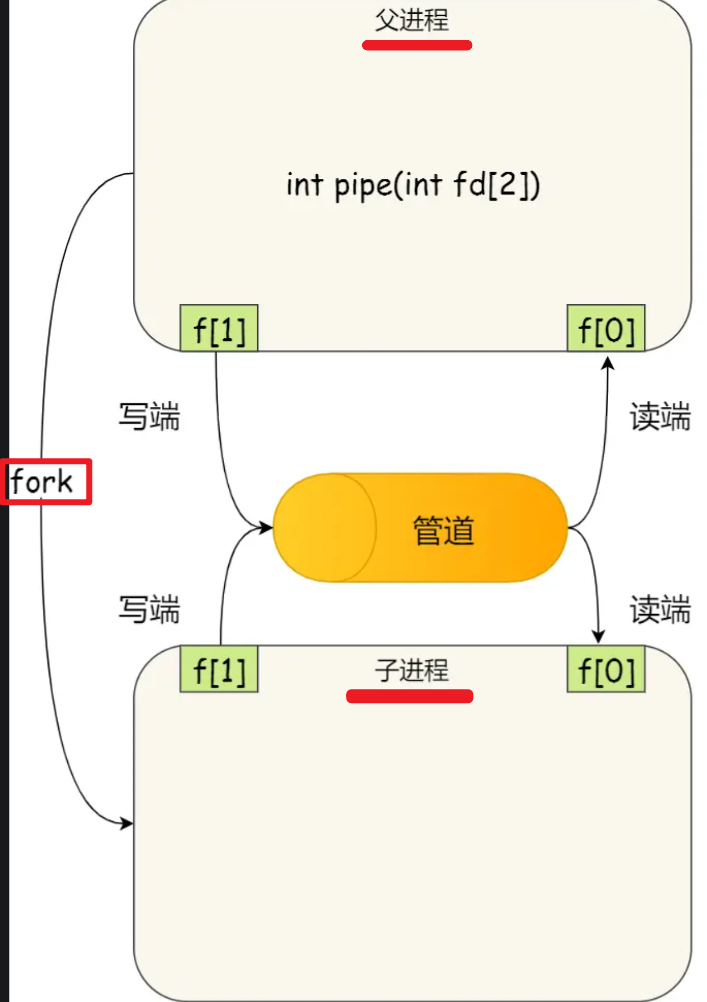 父进程
int pipe(int fd[2])
f[1]
f[0]
写端
读端
fork
管道
写端
读端
f[1]
子进程
f[0]